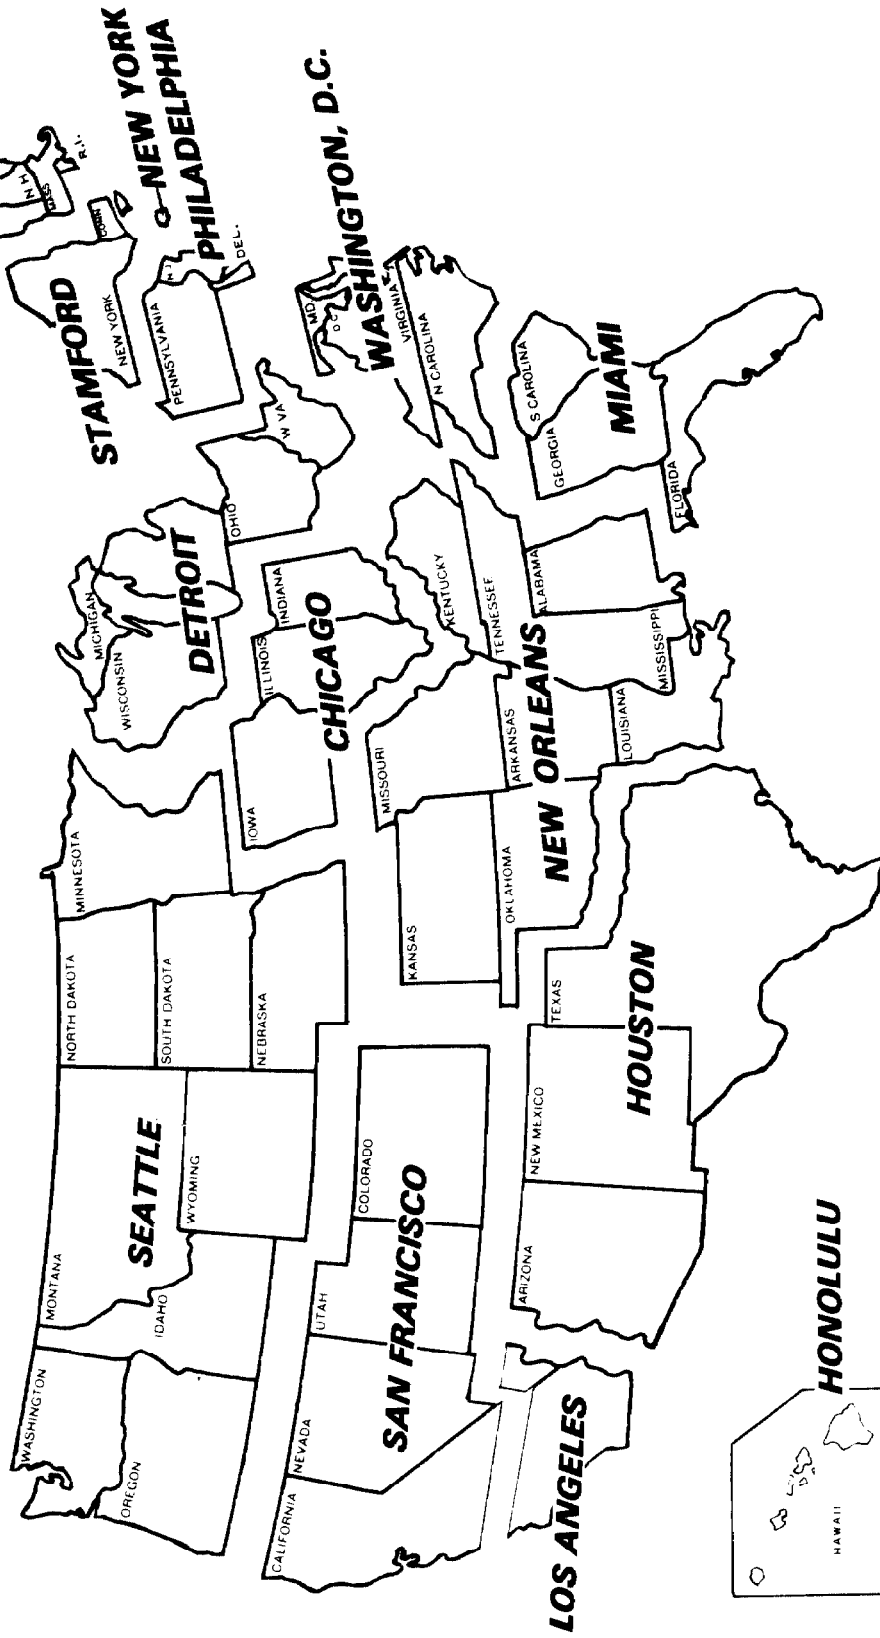 WASHINGTON
OREGON
IDAHO
MONTANA
WYOMING
SEATTLE
NORTH DAKOTA
SOUTH DAKOTA
NEBRASKA
MINNESOTA
CALIFORNIA
NEVADA
UTAH
COLORADO
SAN FRANCISCO
LOS ANGELES
ARIZONA
NEW MEXICO
TEXAS
HOUSTON
HAWAII
HONOLULU
WISCONSIN
MICHIGAN
OHIO
DETROIT
IOWA
ILLINOIS
INDIANA
CHICAGO
KANSAS
MISSOURI
KENTUCKY
OKLAHOMA
ARKANSAS
TENNESSEE
LOUISIANA
MISSISSIPPI
ALABAMA
NEW ORLEANS
GEORGIA
S CAROLINA
FLORIDA
MIAMI
N CAROLINA
VIRGINIA
MD
D C
WASHINGTON, D.C.
W VA
PENNSYLVANIA
N J
DEL.
PHILADELPHIA
NEW YORK
NEW YORK
STAMFORD
CONN
MASS
N H
R.I.